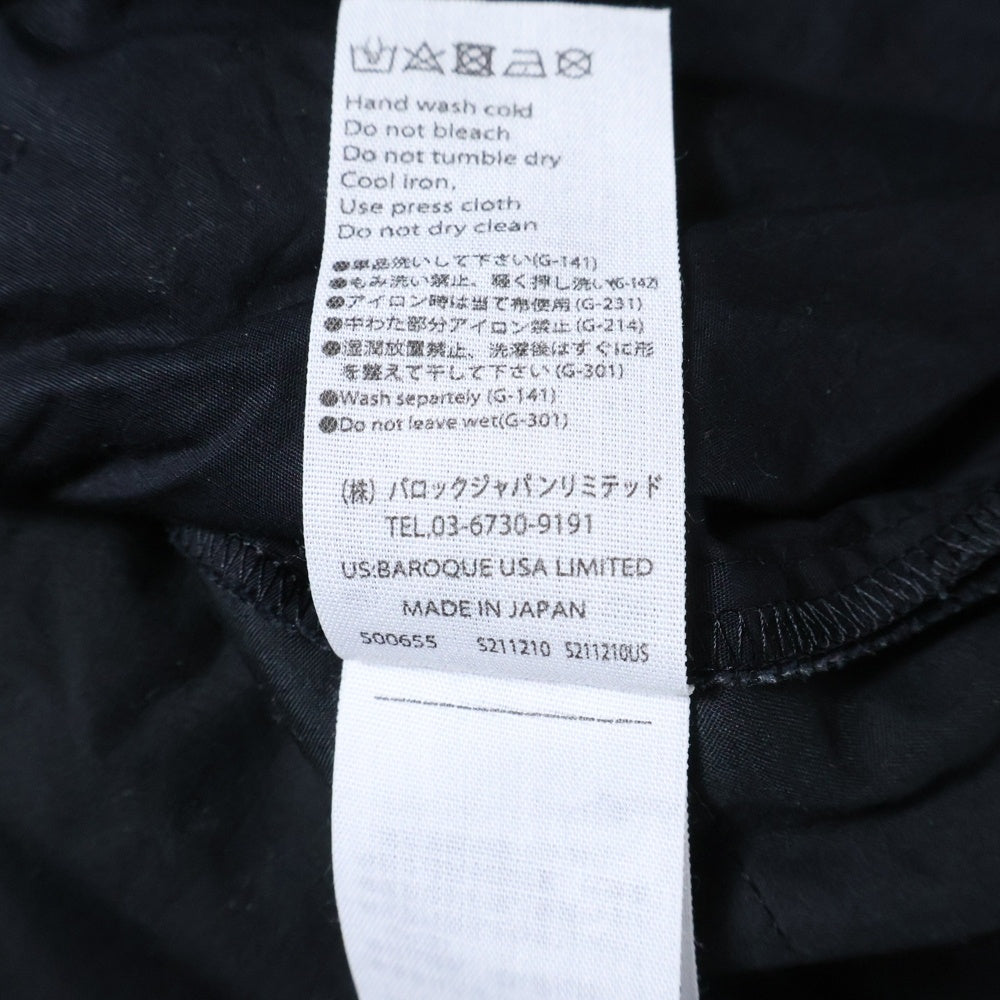 Hand wash cold
Do not bleach
Do not tumble dry
Cool iron,
Use press cloth
Do not dry clean
●単品洗いして下さい(G-141)
●もみ洗い禁止、軽く押し洗い(G-142)
●アイロン時は当て布使用(G-231)
●中わた部分アイロン禁止(G-214)
●湿潤放置禁止、洗濯後はすぐに形
を整えて干して下さい(G-301)
●Wash separtely (G-141)
●Do not leave wet(G-301)
(株) バロックジャパンリミテッド
TEL.03-6730-9191
US:BAROQUE USA LIMITED
MADE IN JAPAN
500655 S211210 S211210US